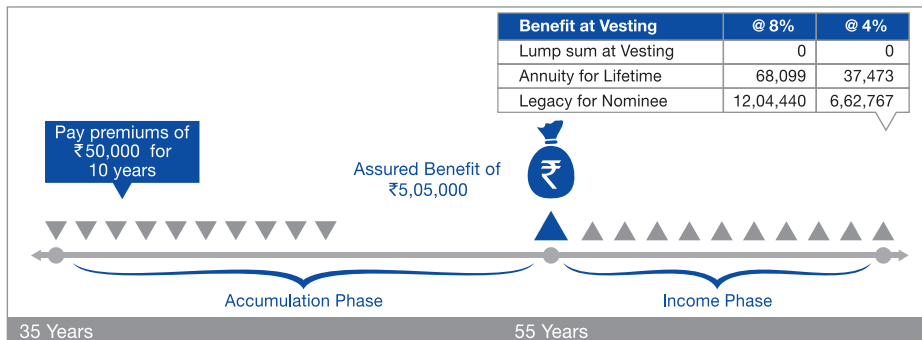 Benefit at Vesting @ 8% @ 4%
Lump sum at Vesting 0 0
Annuity for Lifetime 68,099 37,473
Legacy for Nominee 12,04,440 6,62,767
Pay premiums of
₹50,000 for
10 years
Assured Benefit of
₹5,05,000
₹
Accumulation Phase
Income Phase
35 Years
55 Years